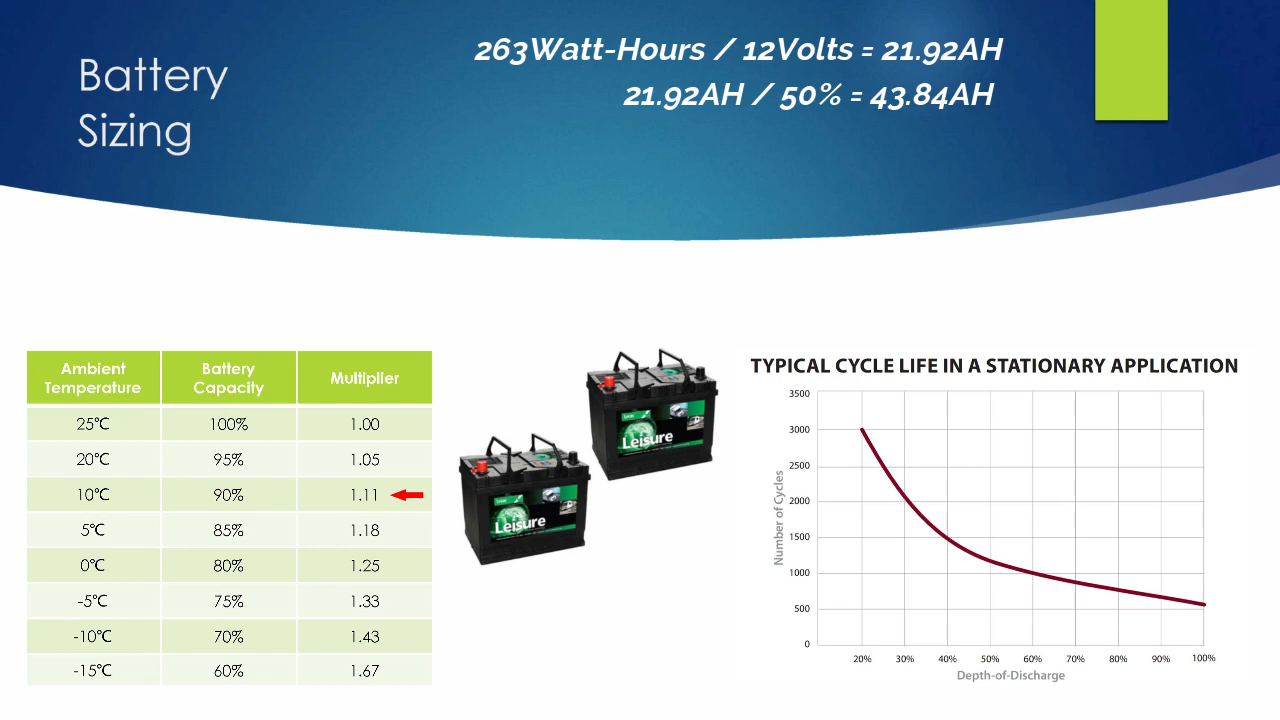 Battery
Sizing
263Watt-Hours / 12Volts = 21.92AH
21.92AH / 50% = 43.84AH
Ambient Temperature Battery Capacity Multiplier
25℃ 100% 1.00
20℃ 95% 1.05
10℃ 90% 1.11
5℃ 85% 1.18
0℃ 80% 1.25
-5℃ 75% 1.33
-10℃ 70% 1.43
-15℃ 60% 1.67
Leisure
Leisure
TYPICAL CYCLE LIFE IN A STATIONARY APPLICATION
Number of Cycles
3500
3000
2500
2000
1500
1000
500
0
20% 30% 40% 50% 60% 70% 80% 90% 100%
Depth-of-Discharge